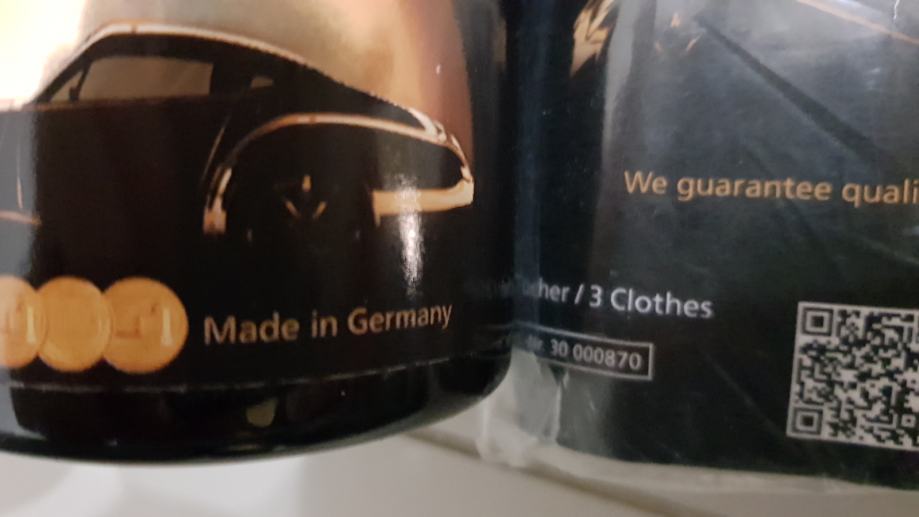 We guarantee quali
/ 3 Clothes
Made in Germany
30 000870